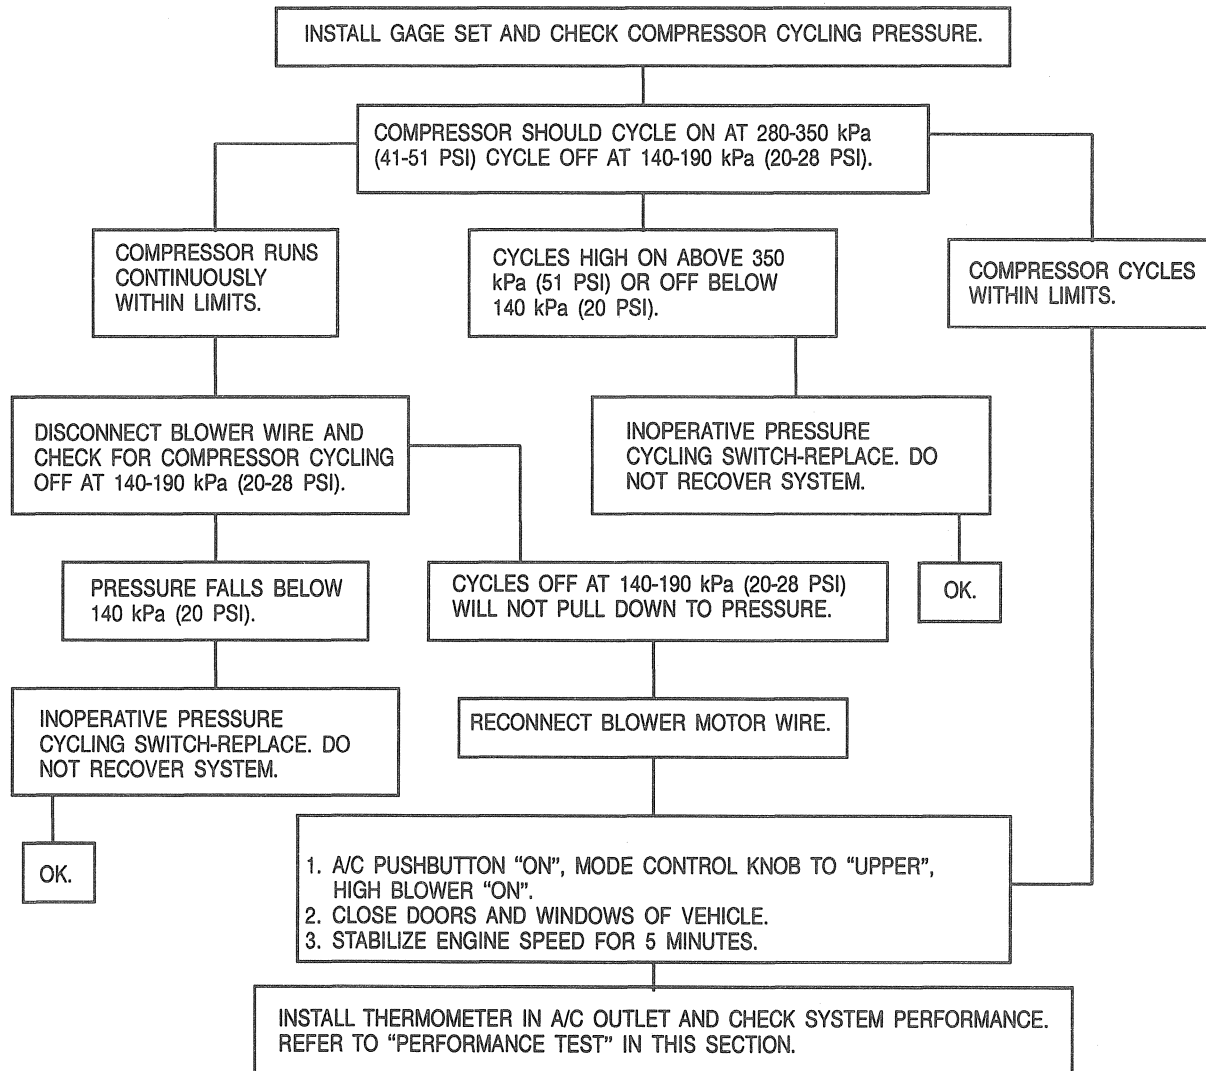 INSTALL GAGE SET AND CHECK COMPRESSOR CYCLING PRESSURE.
COMPRESSOR SHOULD CYCLE ON AT 280-350 kPa
(41-51 PSI) CYCLE OFF AT 140-190 kPa (20-28 PSI).
COMPRESSOR RUNS
CONTINUOUSLY
WITHIN LIMITS.
CYCLES HIGH ON ABOVE 350
kPa (51 PSI) OR OFF BELOW
140 kPa (20 PSI).
COMPRESSOR CYCLES
WITHIN LIMITS.
DISCONNECT BLOWER WIRE AND
CHECK FOR COMPRESSOR CYCLING
OFF AT 140-190 kPa (20-28 PSI).
INOPERATIVE PRESSURE
CYCLING SWITCH-REPLACE. DO
NOT RECOVER SYSTEM.
PRESSURE FALLS BELOW
140 kPa (20 PSI).
CYCLES OFF AT 140-190 kPa (20-28 PSI)
WILL NOT PULL DOWN TO PRESSURE.
OK.
INOPERATIVE PRESSURE
CYCLING SWITCH-REPLACE. DO
NOT RECOVER SYSTEM.
RECONNECT BLOWER MOTOR WIRE.
OK.
1. A/C PUSHBUTTON “ON”, MODE CONTROL KNOB TO “UPPER”,
HIGH BLOWER “ON”.
2. CLOSE DOORS AND WINDOWS OF VEHICLE.
3. STABILIZE ENGINE SPEED FOR 5 MINUTES.
INSTALL THERMOMETER IN A/C OUTLET AND CHECK SYSTEM PERFORMANCE.
REFER TO “PERFORMANCE TEST” IN THIS SECTION.